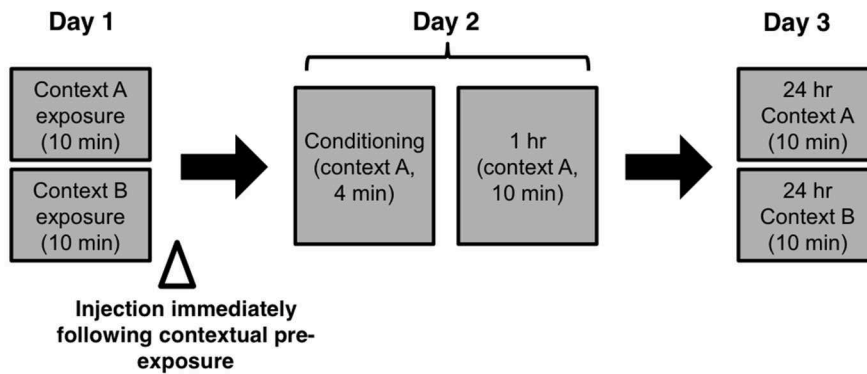 Day 1
Context A
exposure
(10 min)
Context B
exposure
(10 min)
Injection immediately
following contextual pre-
exposure
Day 2
Conditioning
(context A,
4 min)
1 hr
(context A,
10 min)
Day 3
24 hr
Context A
(10 min)
24 hr
Context B
(10 min)